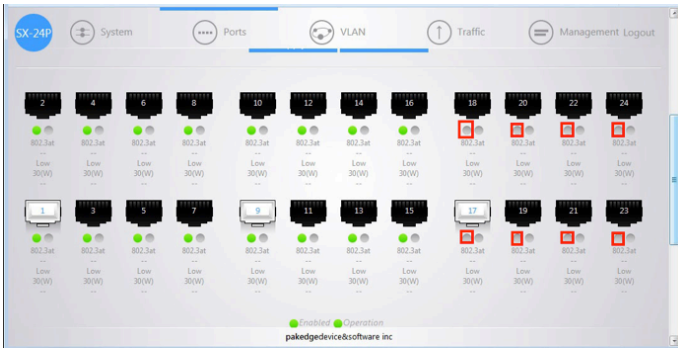 SX-24P System Ports VLAN Traffic Management Logout
2 4 6 8 10 12 14 16 18 20 22 24
802.3at 802.3at 802.3at 802.3at 802.3at 802.3at 802.3at 802.3at 802.3at 802.3at 802.3at 802.3at
-- -- -- -- -- -- -- -- -- -- -- --
Low Low Low Low Low Low Low Low Low Low Low Low
30(W) 30(W) 30(W) 30(W) 30(W) 30(W) 30(W) 30(W) 30(W) 30(W) 30(W) 30(W)
-- -- -- -- -- -- -- -- -- -- -- --
1 3 5 7 9 11 13 15 17 19 21 23
802.3at 802.3at 802.3at 802.3at 802.3at 802.3at 802.3at 802.3at 802.3at 802.3at 802.3at 802.3at
-- -- -- -- -- -- -- -- -- -- -- --
Low Low Low Low Low Low Low Low Low Low Low Low
30(W) 30(W) 30(W) 30(W) 30(W) 30(W) 30(W) 30(W) 30(W) 30(W) 30(W) 30(W)
-- -- -- -- -- -- -- -- -- -- -- --
Enabled Operation
pakedgedevice&software inc